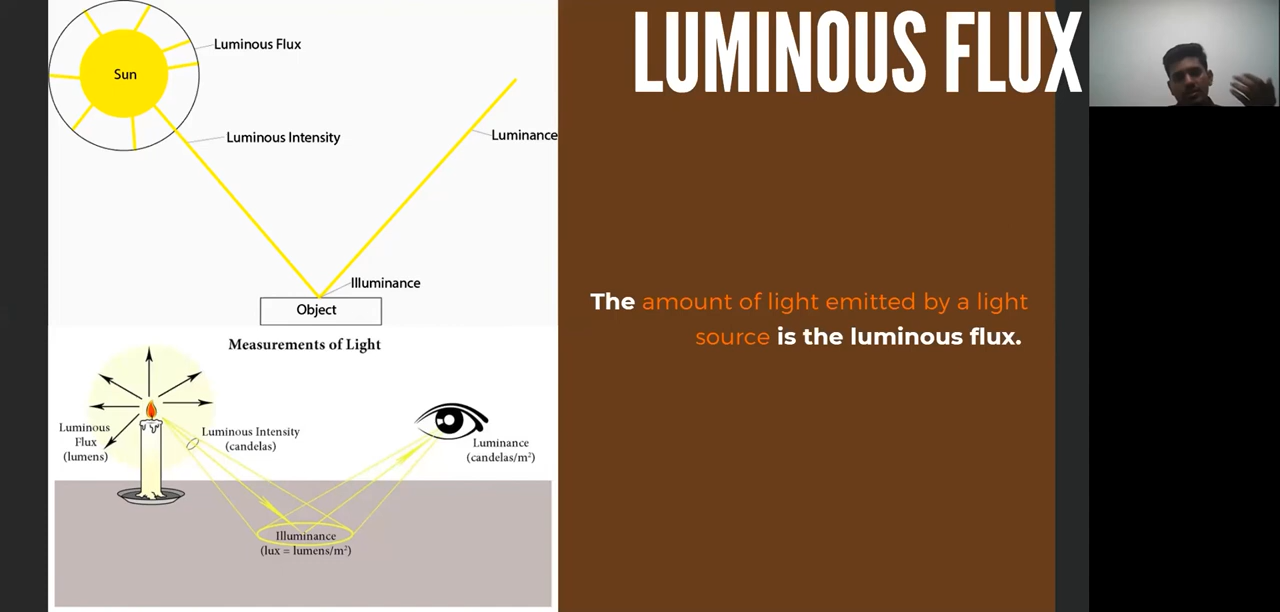 Sun
Luminous Flux
Luminous Intensity
Luminance
Illuminance
Object
Measurements of Light
Luminous
Flux
(lumens)
Luminous Intensity
(candelas)
Luminance
(candelas/m²)
Illuminance
(lux = lumens/m²)
LUMINOUS FLUX
The amount of light emitted by a light
source is the luminous flux.